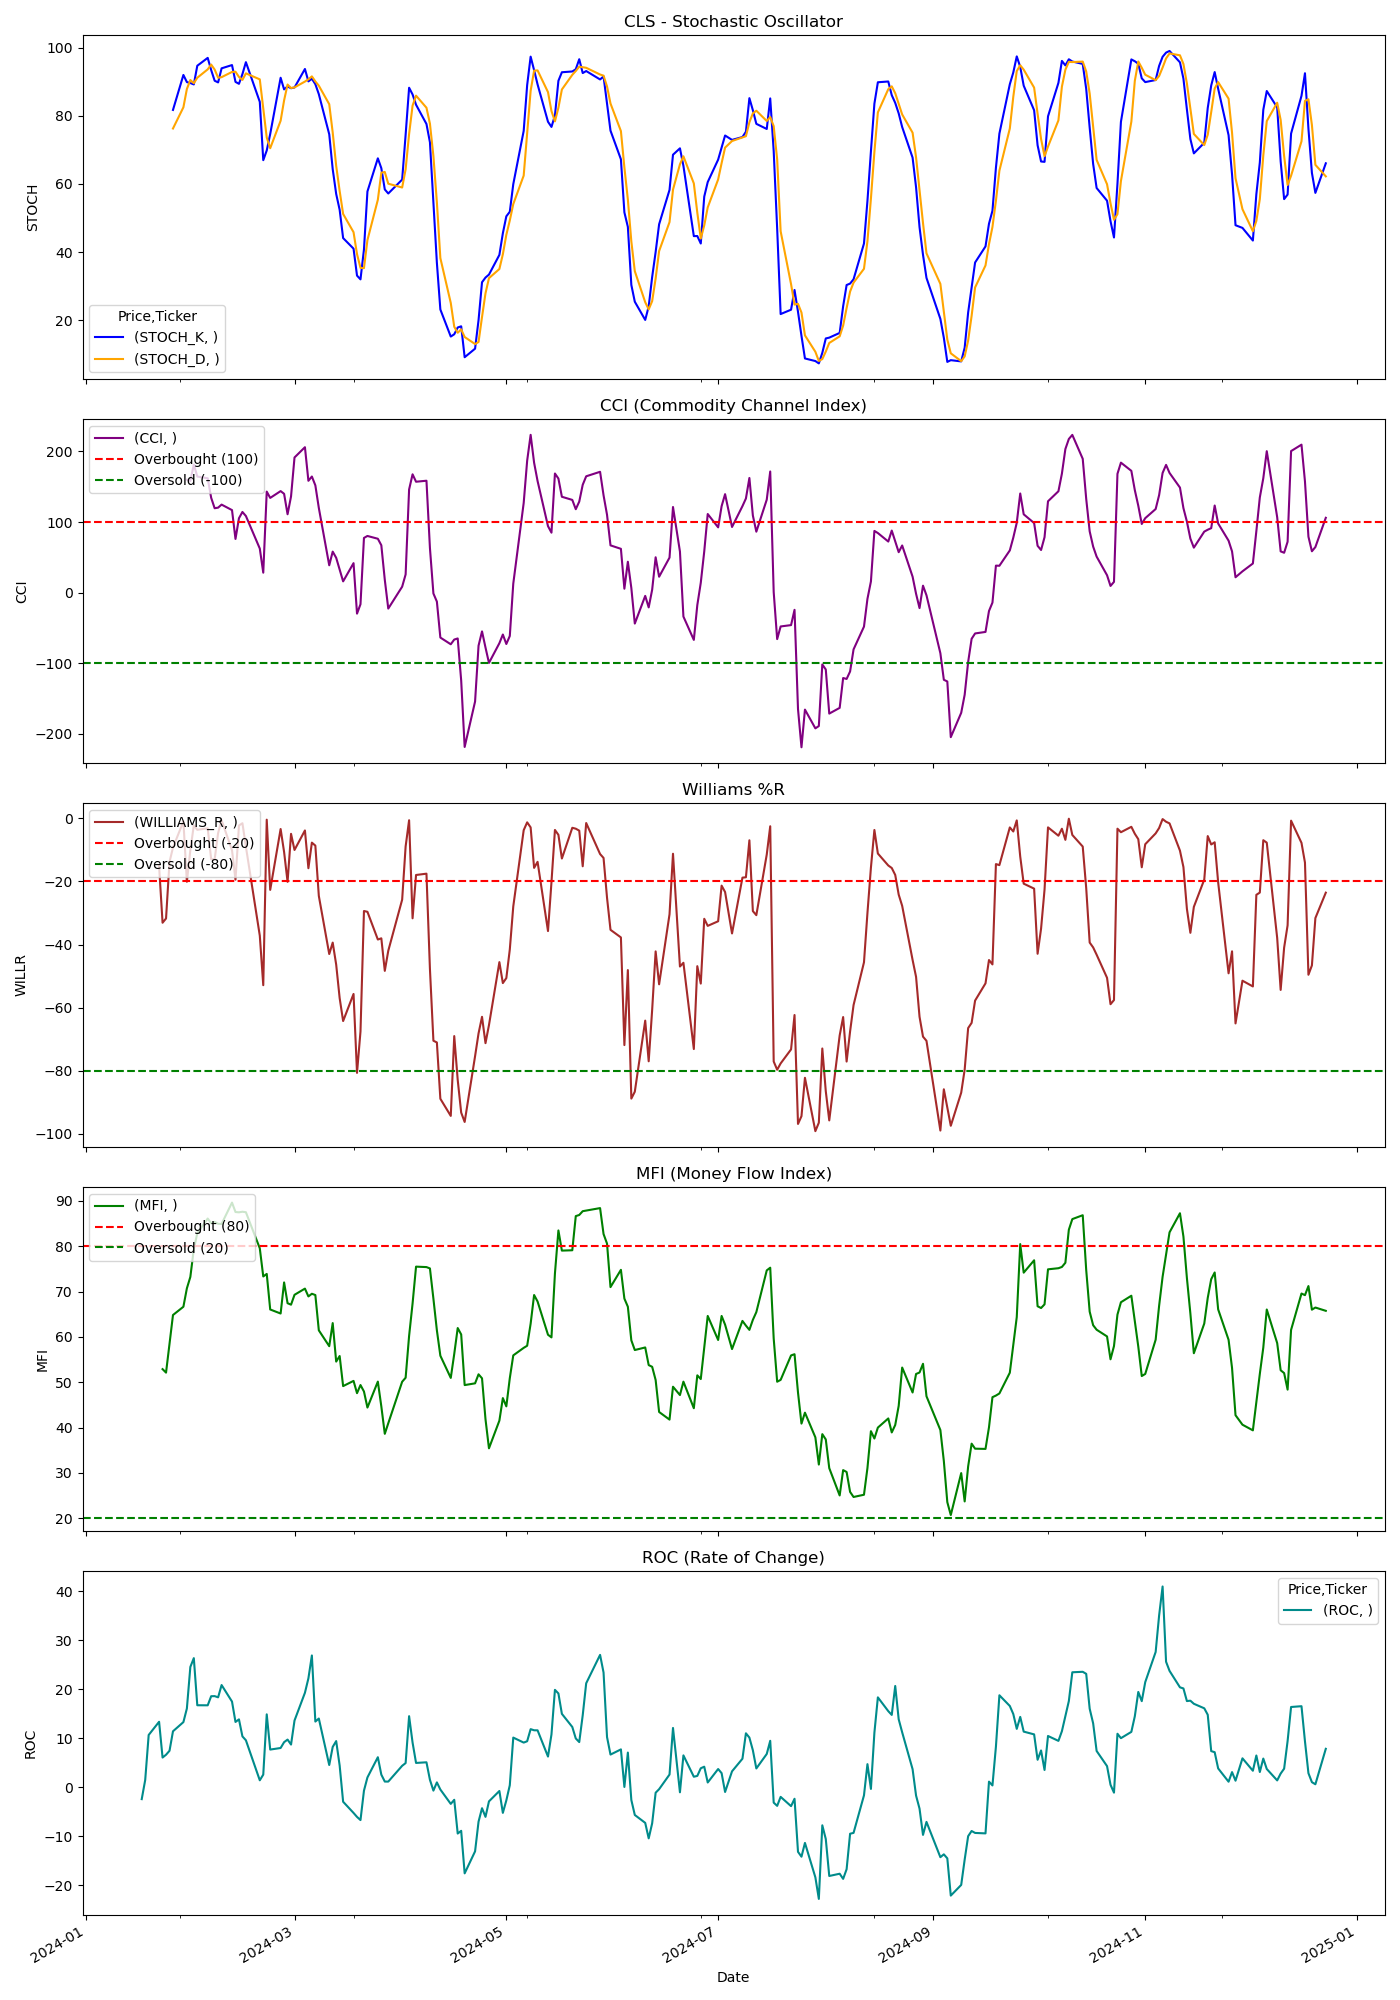 CLS - Stochastic Oscillator
100
80
60
40
20
STOCH
Price,Ticker
(STOCH_K, )
(STOCH_D, )
CCI (Commodity Channel Index)
200
100
0
−100
−200
CCI
(CCI, )
Overbought (100)
Oversold (-100)
Williams %R
0
−20
−40
−60
−80
−100
WILLR
(WILLIAMS_R, )
Overbought (-20)
Oversold (-80)
MFI (Money Flow Index)
90
80
70
60
50
40
30
20
MFI
(MFI, )
Overbought (80)
Oversold (20)
ROC (Rate of Change)
40
30
20
10
0
−10
−20
ROC
Price,Ticker
(ROC, )
2024-01
2024-03
2024-05
2024-07
2024-09
2024-11
2025-01
Date